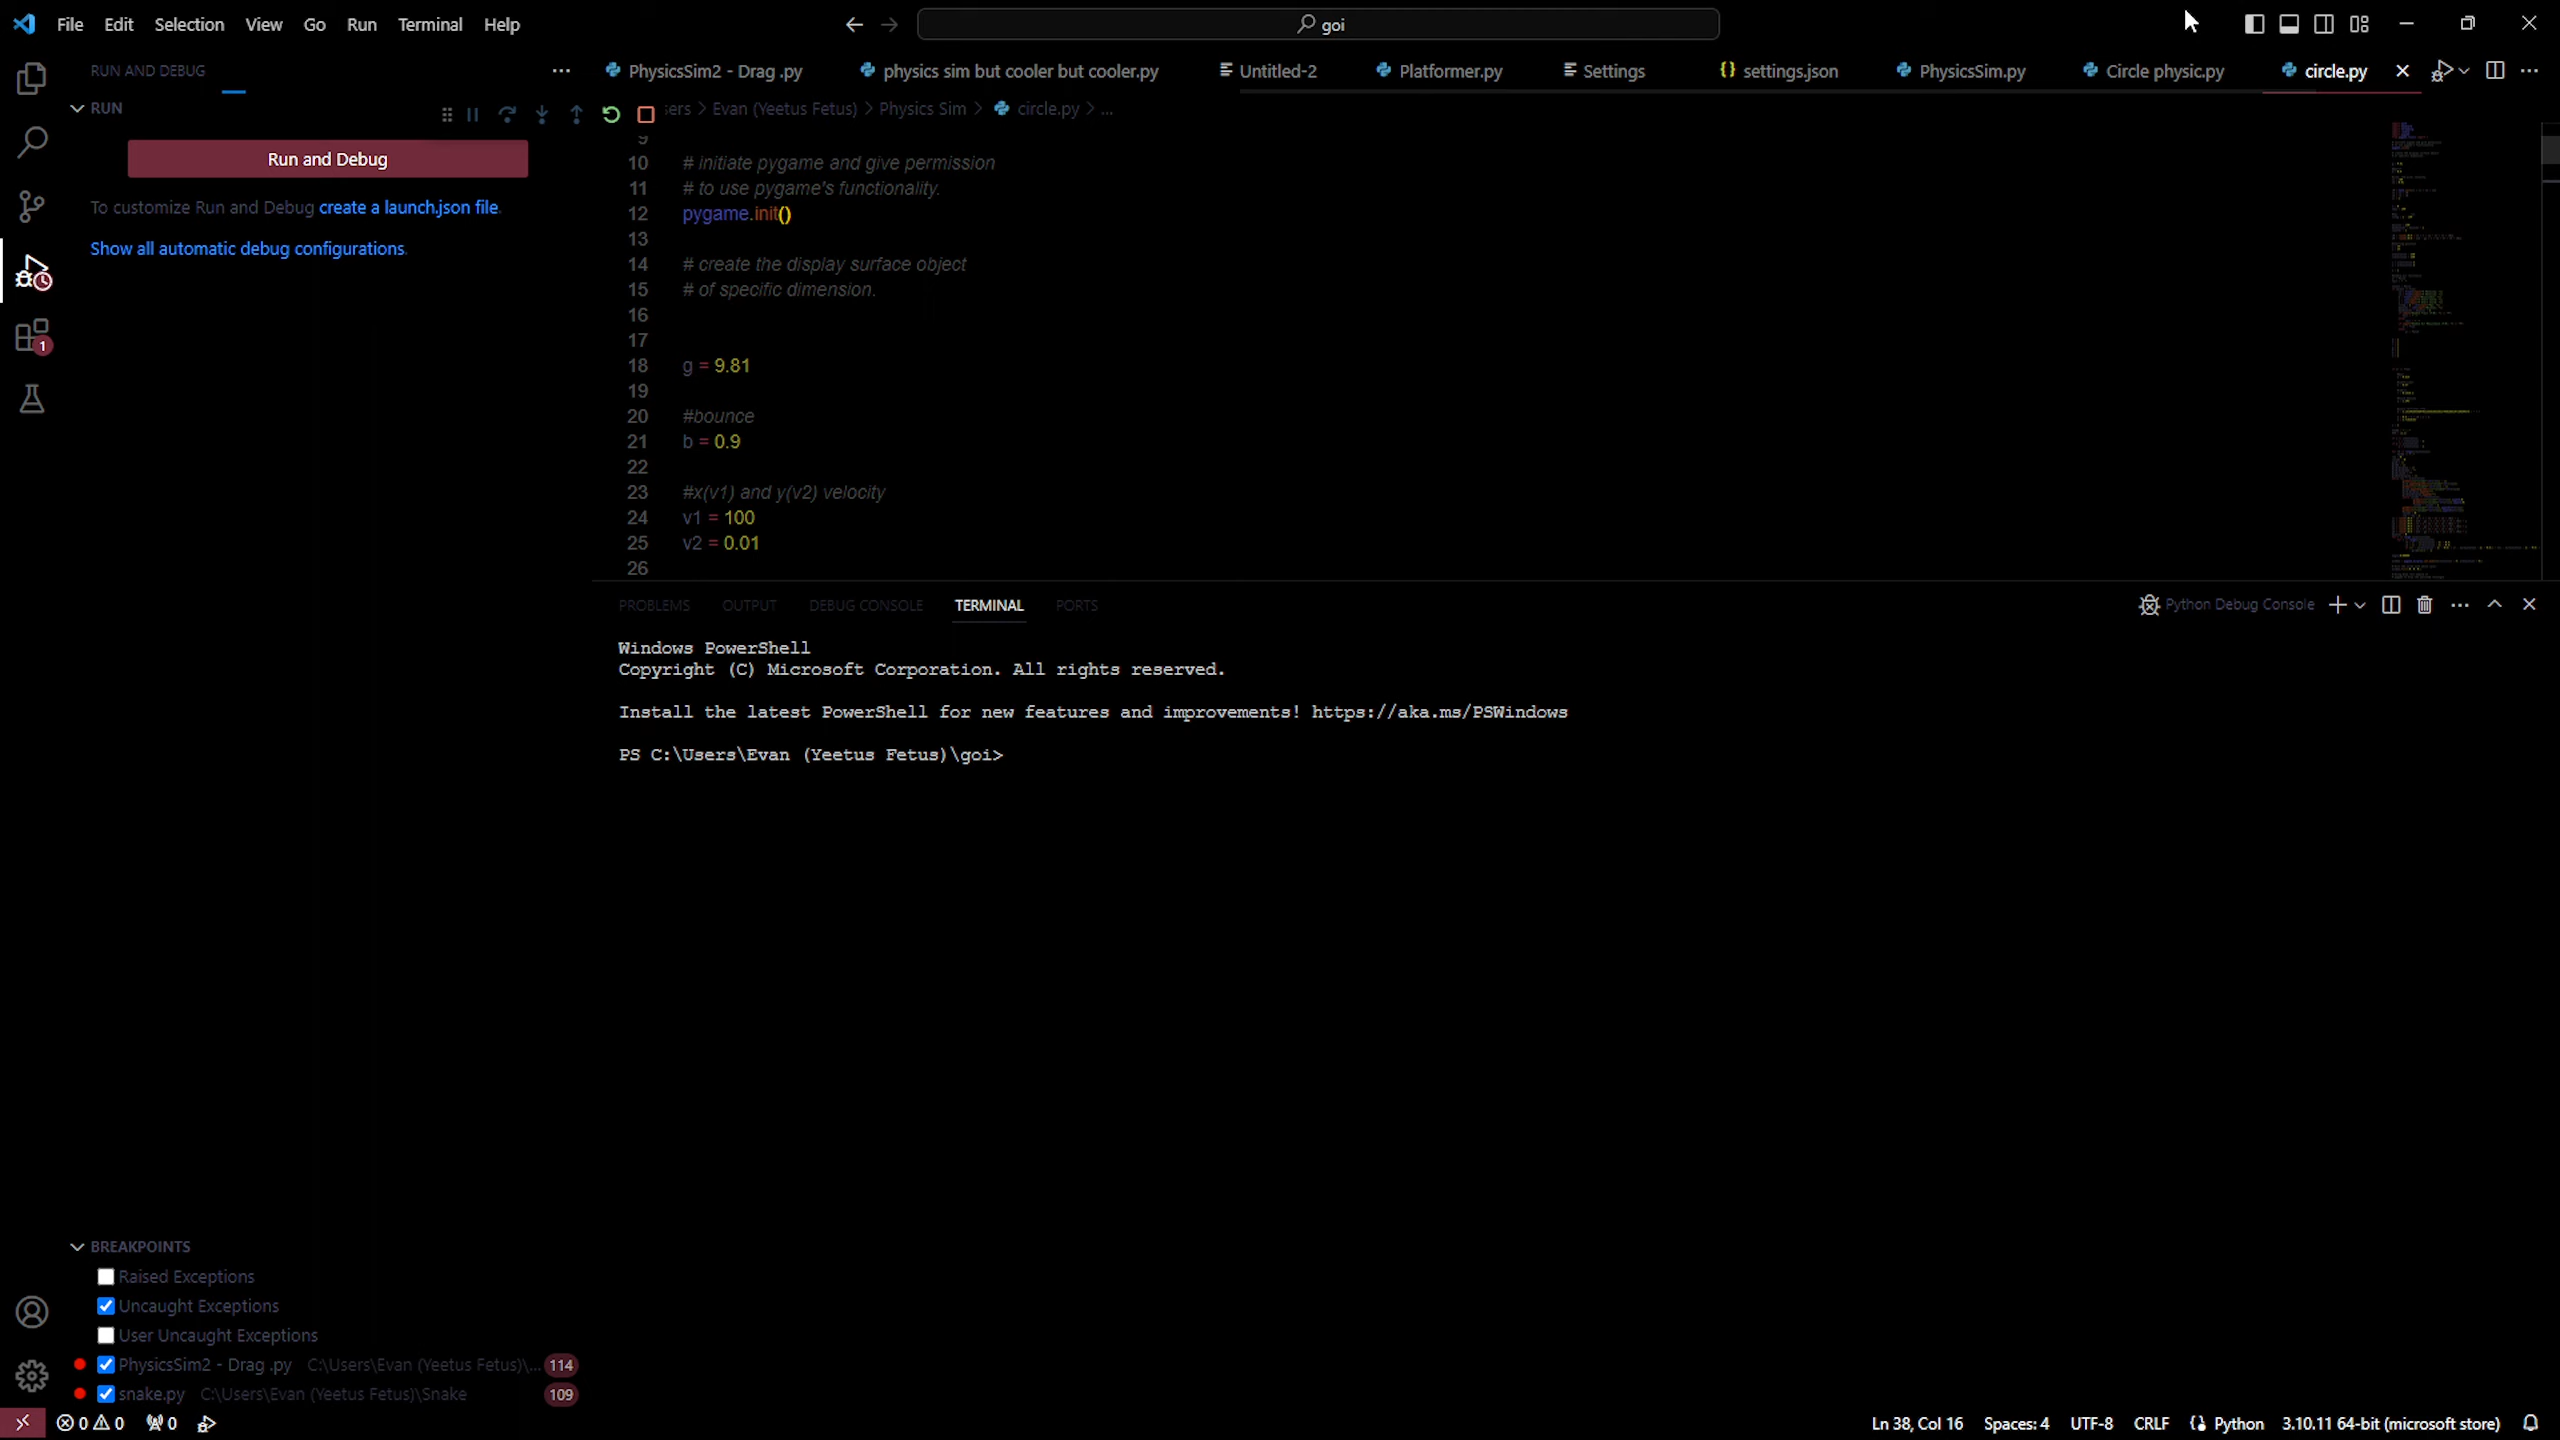 File Edit Selection View Go Run Terminal Help
goi
RUN AND DEBUG
PhysicsSim2 - Drag .py physics sim but cooler but cooler.py Untitled-2 Platformer.py Settings settings.json PhysicsSim.py Circle physic.py circle.py
RUN
ers > Evan (Yeetus Fetus) > Physics Sim > circle.py > ...
Run and Debug
To customize Run and Debug create a launch.json file.
Show all automatic debug configurations.
1
9
10 # initiate pygame and give permission
11 # to use pygame's functionality.
12 pygame.init()
13
14 # create the display surface object
15 # of specific dimension.
16
17
18 g = 9.81
19
20 #bounce
21 b = 0.9
22
23 #x(v1) and y(v2) velocity
24 v1 = 100
25 v2 = 0.01
26
PROBLEMS OUTPUT DEBUG CONSOLE TERMINAL PORTS
Python Debug Console
Windows PowerShell
Copyright (C) Microsoft Corporation. All rights reserved.
Install the latest PowerShell for new features and improvements! https://aka.ms/PSWindows
PS C:\Users\Evan (Yeetus Fetus)\goi>
BREAKPOINTS
Raised Exceptions
Uncaught Exceptions
User Uncaught Exceptions
PhysicsSim2 - Drag .py C:\Users\Evan (Yeetus Fetus)\... 114
snake.py C:\Users\Evan (Yeetus Fetus)\Snake 109
0 0 0
Ln 38, Col 16 Spaces: 4 UTF-8 CRLF Python 3.10.11 64-bit (microsoft store)